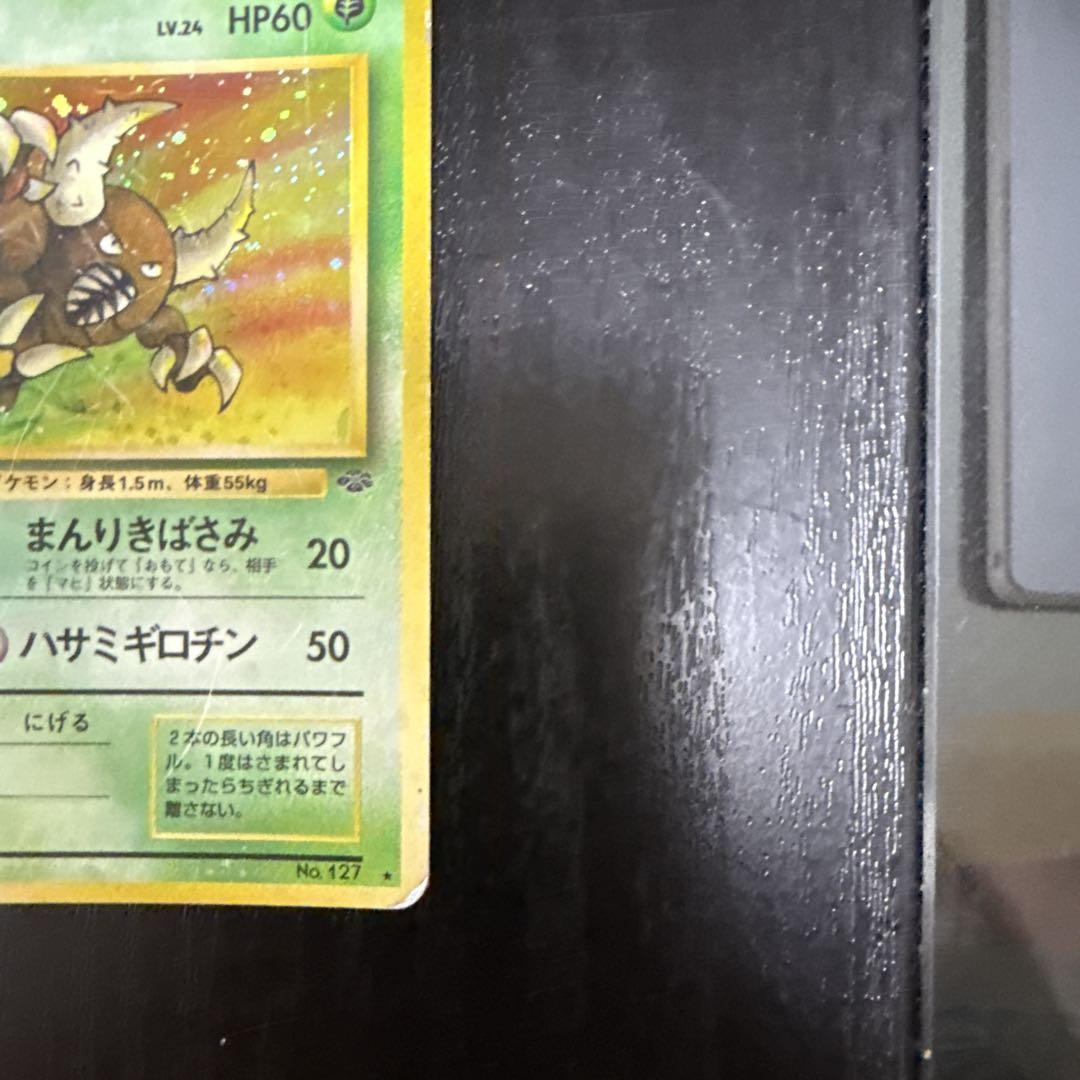 LV.24 HP60
ケモン：身長1.5m、体重55kg
まんりきばさみ 20
コインを投げて「おもて」なら、相手
を「マヒ」状態にする。
ハサミギロチン 50
にげる
2本の長い角はパワフ
ル。1度はさまれてし
まったらちぎれるまで
離さない。
No. 127 ★